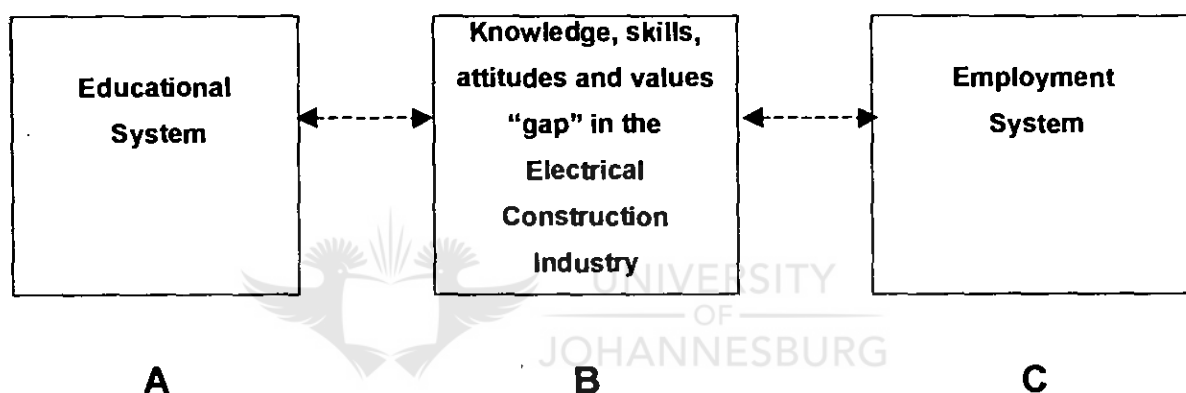 Educational
System
Knowledge, skills,
attitudes and values
“gap” in the
Electrical
Construction
Industry
Employment
System
UNIVERSITY
OF
JOHANNESBURG
A
B
C